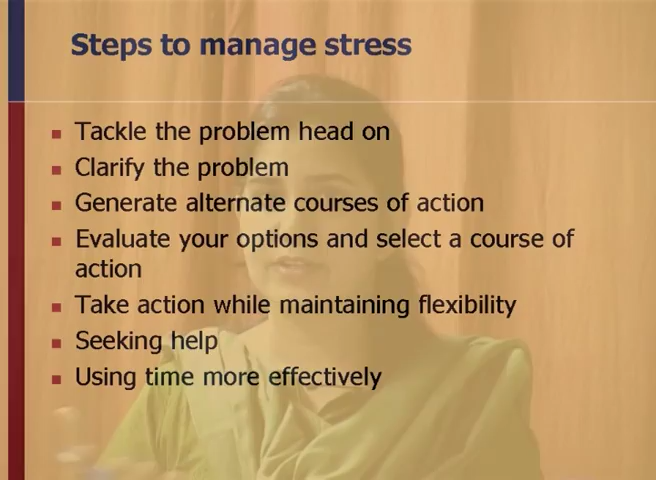 Steps to manage stress
Tackle the problem head on
Clarify the problem
Generate alternate courses of action
Evaluate your options and select a course of
action
Take action while maintaining flexibility
Seeking help
Using time more effectively